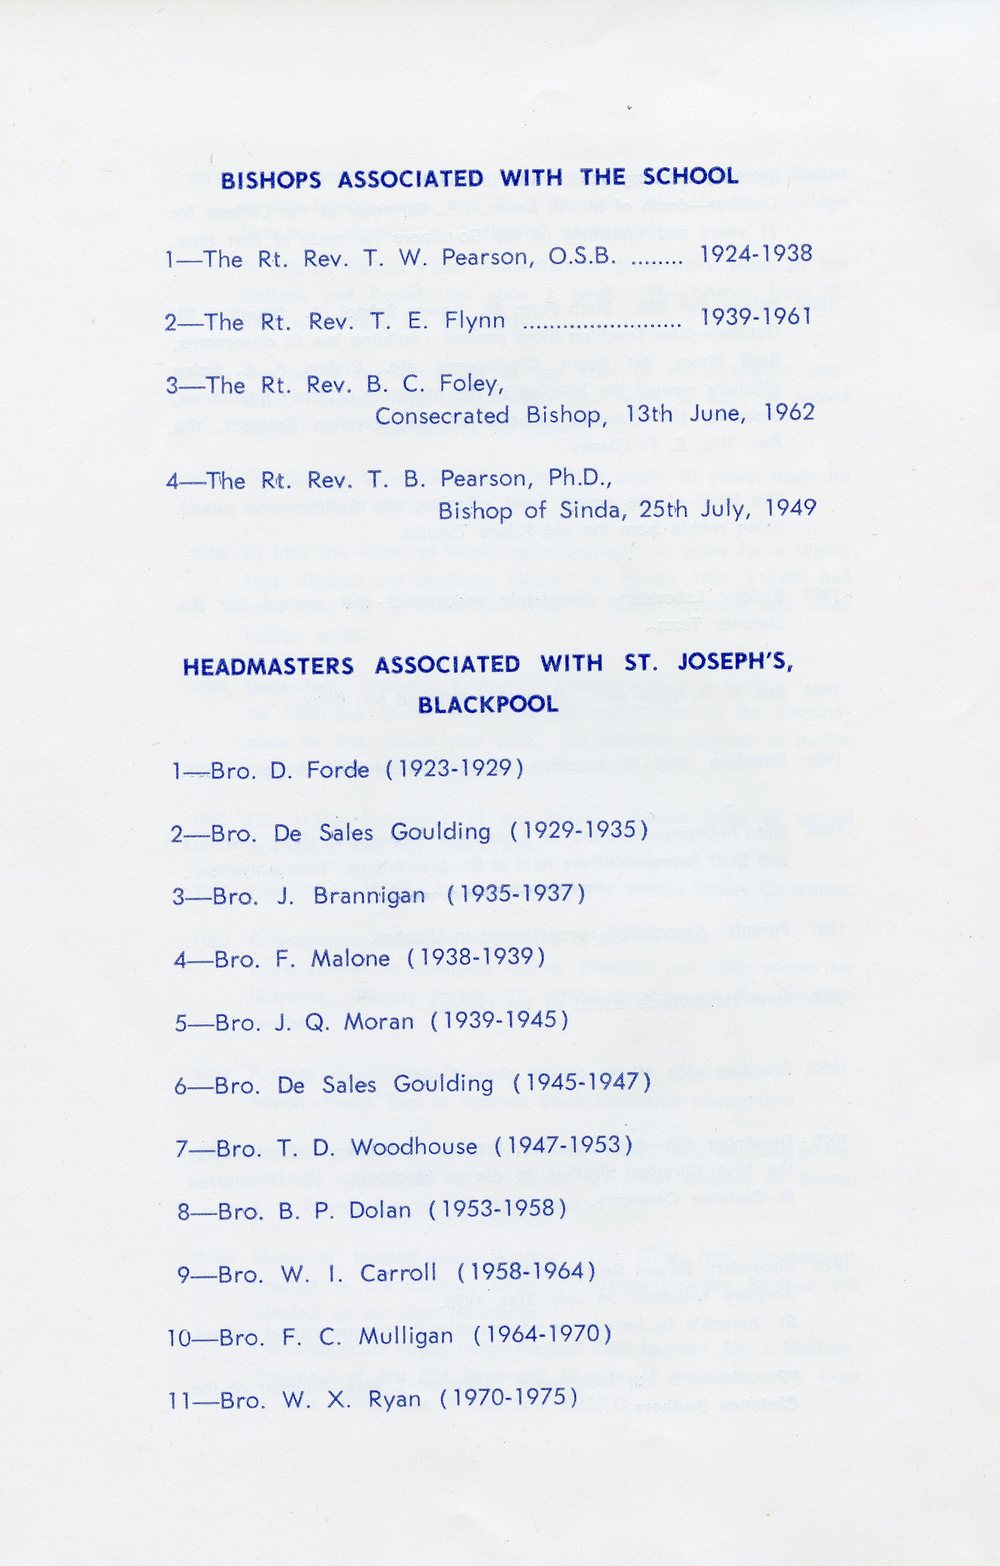 BISHOPS ASSOCIATED WITH THE SCHOOL
1—The Rt. Rev. T. W. Pearson, O.S.B. ........ 1924-1938
2—The Rt. Rev. T. E. Flynn ........................ 1939-1961
3—The Rt. Rev. B. C. Foley,
Consecrated Bishop, 13th June, 1962
4—The Rt. Rev. T. B. Pearson, Ph.D.,
Bishop of Sinda, 25th July, 1949
HEADMASTERS ASSOCIATED WITH ST. JOSEPH'S,
BLACKPOOL
1—Bro. D. Forde (1923-1929)
2—Bro. De Sales Goulding (1929-1935)
3—Bro. J. Brannigan (1935-1937)
4—Bro. F. Malone (1938-1939)
5—Bro. J. Q. Moran (1939-1945)
6—Bro. De Sales Goulding (1945-1947)
7—Bro. T. D. Woodhouse (1947-1953)
8—Bro. B. P. Dolan (1953-1958)
9—Bro. W. I. Carroll (1958-1964)
10—Bro. F. C. Mulligan (1964-1970)
11—Bro. W. X. Ryan (1970-1975)